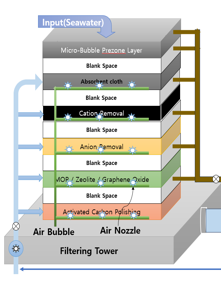 Input(Seawater)
Micro-Bubble Prezone Layer
Blank Space
Absorbent cloth
Blank Space
Cation Removal
Blank Space
Anion Removal
Blank Space
MOP / Zeolite / Graphene Oxide
Blank Space
Activated Carbon Polishing
Air Bubble
Air Nozzle
Filtering Tower